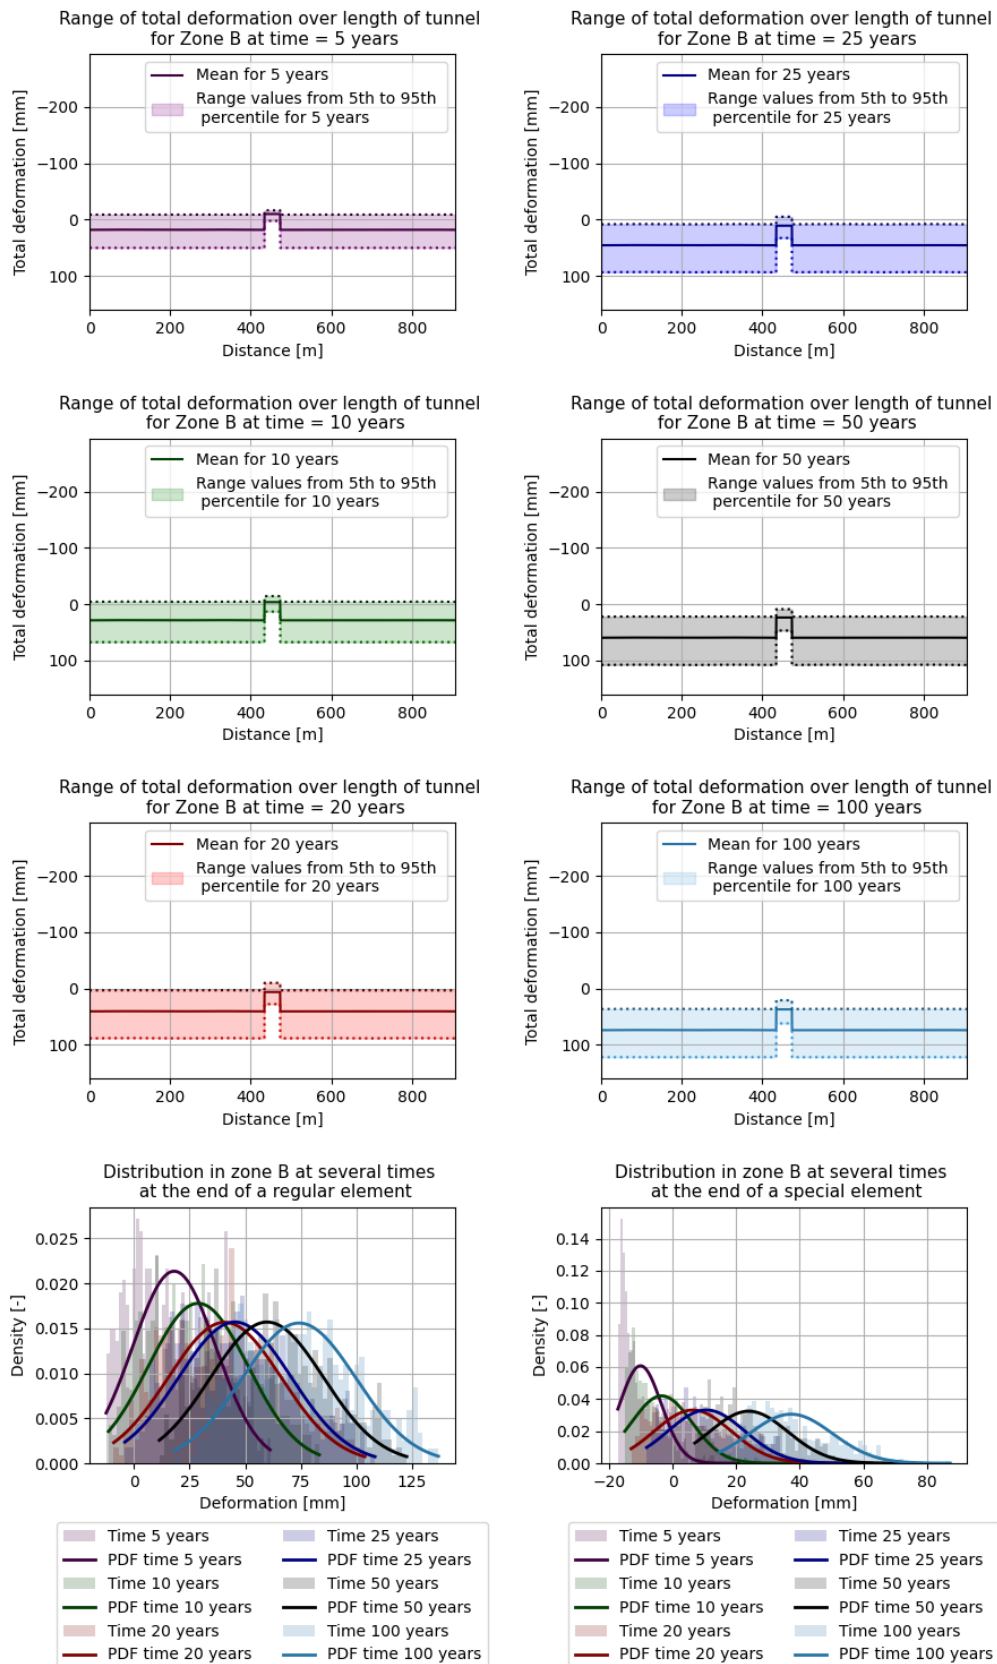 Range of total deformation over length of tunnel
for Zone B at time = 5 years
Mean for 5 years
Range values from 5th to 95th
percentile for 5 years
Total deformation [mm]
−200
−100
0
100
0 200 400 600 800
Distance [m]
Range of total deformation over length of tunnel
for Zone B at time = 25 years
Mean for 25 years
Range values from 5th to 95th
percentile for 25 years
Total deformation [mm]
−200
−100
0
100
0 200 400 600 800
Distance [m]
Range of total deformation over length of tunnel
for Zone B at time = 10 years
Mean for 10 years
Range values from 5th to 95th
percentile for 10 years
Total deformation [mm]
−200
−100
0
100
0 200 400 600 800
Distance [m]
Range of total deformation over length of tunnel
for Zone B at time = 50 years
Mean for 50 years
Range values from 5th to 95th
percentile for 50 years
Total deformation [mm]
−200
−100
0
100
0 200 400 600 800
Distance [m]
Range of total deformation over length of tunnel
for Zone B at time = 20 years
Mean for 20 years
Range values from 5th to 95th
percentile for 20 years
Total deformation [mm]
−200
−100
0
100
0 200 400 600 800
Distance [m]
Range of total deformation over length of tunnel
for Zone B at time = 100 years
Mean for 100 years
Range values from 5th to 95th
percentile for 100 years
Total deformation [mm]
−200
−100
0
100
0 200 400 600 800
Distance [m]
Distribution in zone B at several times
at the end of a regular element
Density [-]
0.025
0.020
0.015
0.010
0.005
0.000
0 25 50 75 100 125
Deformation [mm]
Time 5 years
PDF time 5 years
Time 10 years
PDF time 10 years
Time 20 years
PDF time 20 years
Time 25 years
PDF time 25 years
Time 50 years
PDF time 50 years
Time 100 years
PDF time 100 years
Distribution in zone B at several times
at the end of a special element
Density [-]
0.14
0.12
0.10
0.08
0.06
0.04
0.02
0.00
−20 0 20 40 60 80
Deformation [mm]
Time 5 years
PDF time 5 years
Time 10 years
PDF time 10 years
Time 20 years
PDF time 20 years
Time 25 years
PDF time 25 years
Time 50 years
PDF time 50 years
Time 100 years
PDF time 100 years